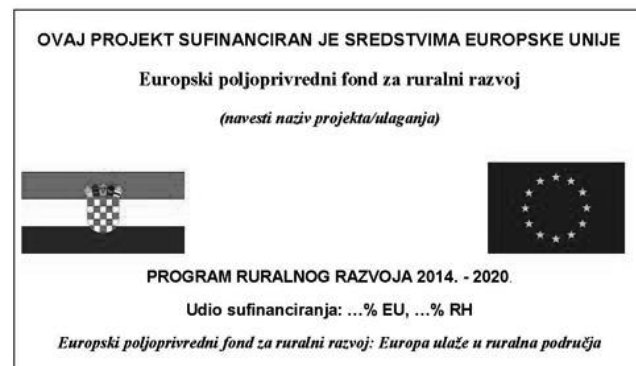 OVAJ PROJEKT SUFINANCIRAN JE SREDSTVIMA EUROPSKE UNIJE
Europski poljoprivredni fond za ruralni razvoj
(navesti naziv projekta/ulaganja)
PROGRAM RURALNOG RAZVOJA 2014. - 2020.
Udio sufinanciranja: …% EU, …% RH
Europski poljoprivredni fond za ruralni razvoj: Europa ulaže u ruralna područja